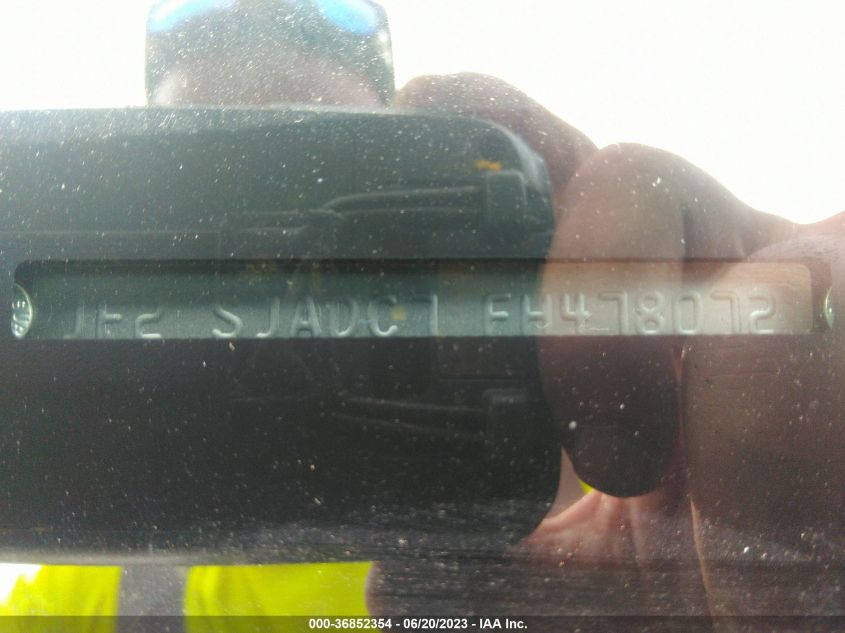 JF2 SJADC7 FH478072
000-36852354 - 06/20/2023 - IAA Inc.